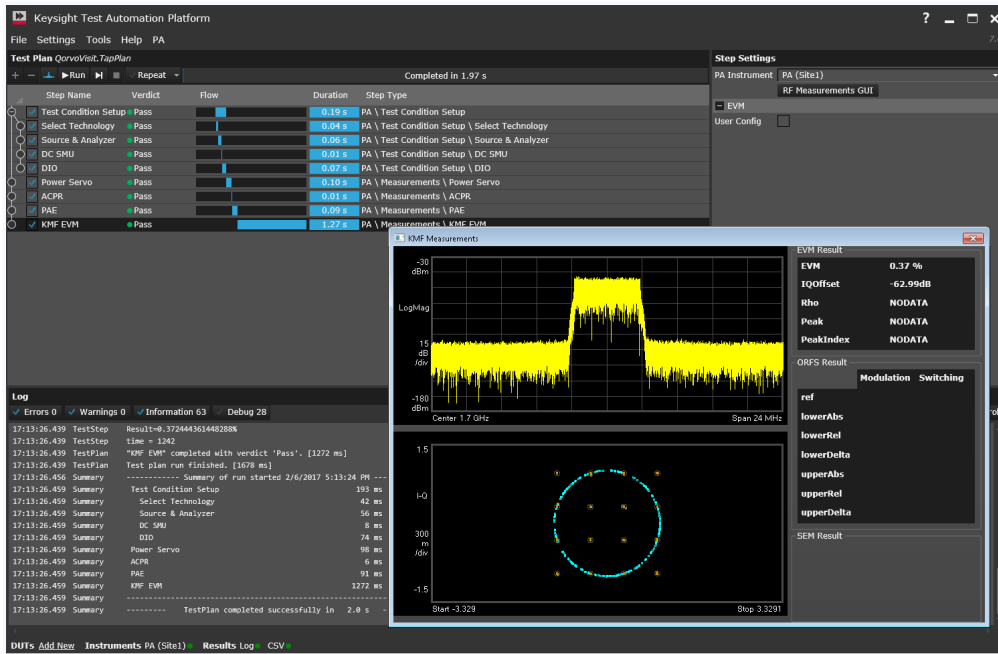 Keysight Test Automation Platform
? _ □ ×
File Settings Tools Help PA
Test Plan QorvoVisit.TapPlan
+ − Run Repeat Completed in 1.97 s
Step Name Verdict Flow Duration Step Type
Test Condition Setup Pass 0.19 s PA \ Test Condition Setup
Select Technology Pass 0.04 s PA \ Test Condition Setup \ Select Technology
Source & Analyzer Pass 0.06 s PA \ Test Condition Setup \ Source & Analyzer
DC SMU Pass 0.01 s PA \ Test Condition Setup \ DC SMU
DIO Pass 0.07 s PA \ Test Condition Setup \ DIO
Power Servo Pass 0.10 s PA \ Measurements \ Power Servo
ACPR Pass 0.01 s PA \ Measurements \ ACPR
PAE Pass 0.09 s PA \ Measurements \ PAE
KMF EVM Pass 1.27 s PA \ Measurements \ KMF EVM
Step Settings
PA Instrument PA (Site1)
RF Measurements GUI
EVM
User Config
KMF Measurements
-30
dBm
LogMag
15
dB
/div
-180
dBm
Center 1.7 GHz Span 24 MHz
1.5
I-Q
300
m
/div
-1.5
Start -3.329 Stop 3.3291
EVM Result
EVM 0.37 %
IQOffset -62.99dB
Rho NODATA
Peak NODATA
PeakIndex NODATA
ORFS Result
Modulation Switching
ref
lowerAbs
lowerRel
lowerDelta
upperAbs
upperRel
upperDelta
SEM Result
Log
Errors 0 Warnings 0 Information 63 Debug 28
17:13:26.439 TestStep Result=0.372444361448288%
17:13:26.439 TestStep time = 1242
17:13:26.439 TestPlan "KMF EVM" completed with verdict 'Pass'. [1272 ms]
17:13:26.439 TestPlan Test plan run finished. [1678 ms]
17:13:26.456 Summary ------------ Summary of run started 2/6/2017 5:13:24 PM ---
17:13:26.459 Summary Test Condition Setup 193 ms
17:13:26.459 Summary Select Technology 42 ms
17:13:26.459 Summary Source & Analyzer 56 ms
17:13:26.459 Summary DC SMU 8 ms
17:13:26.459 Summary DIO 74 ms
17:13:26.459 Summary Power Servo 98 ms
17:13:26.459 Summary ACPR 6 ms
17:13:26.459 Summary PAE 91 ms
17:13:26.459 Summary KMF EVM 1272 ms
17:13:26.459 Summary ------------------------------------------------------------
17:13:26.459 Summary --------- TestPlan completed successfully in 2.0 s -
DUTs Add New Instruments PA (Site1) Results Log CSV